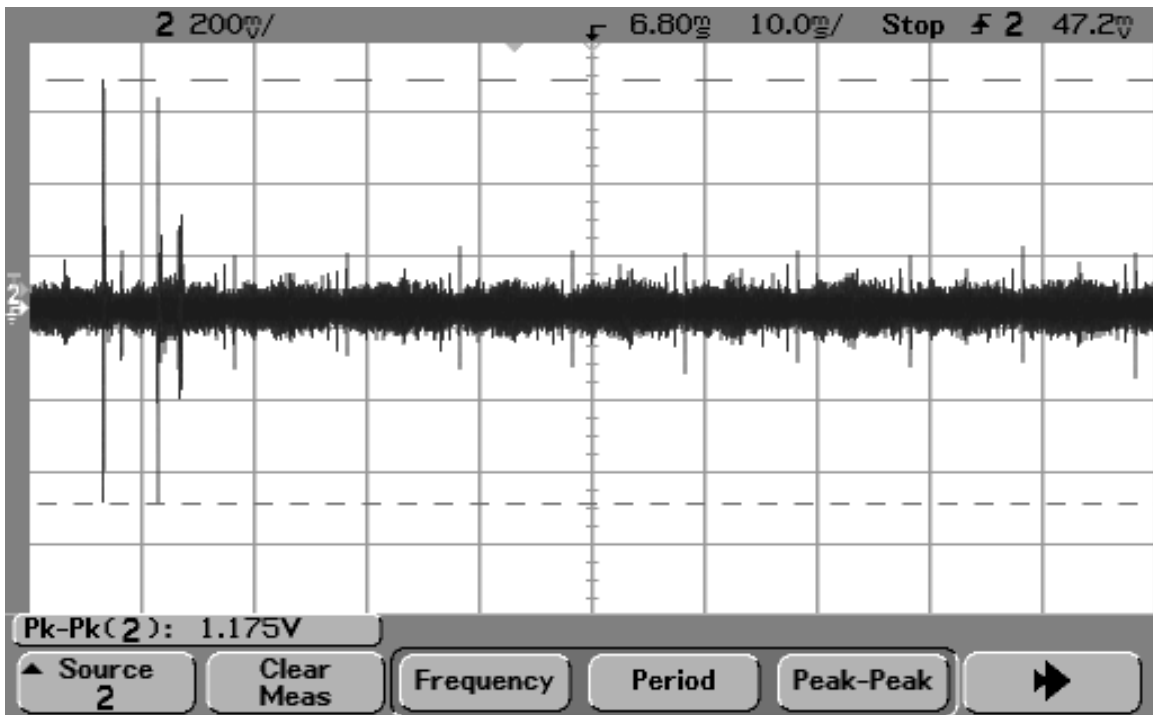 2 200mV/ 6.80ms 10.0ms/ Stop 2 47.2mV
2
Pk-Pk(2): 1.175V
Source
2
Clear
Meas
Frequency
Period
Peak-Peak